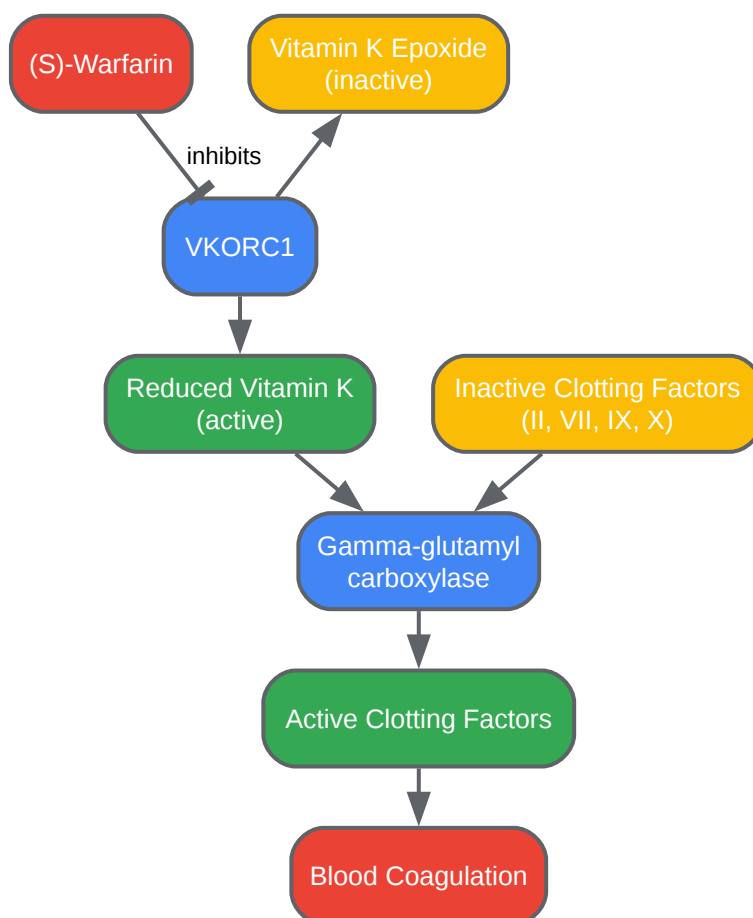 (S)-Warfarin
Vitamin K Epoxide
(inactive)
inhibits
VKORC1
Reduced Vitamin K
(active)
Inactive Clotting Factors
(II, VII, IX, X)
Gamma-glutamyl
carboxylase
Active Clotting Factors
Blood Coagulation